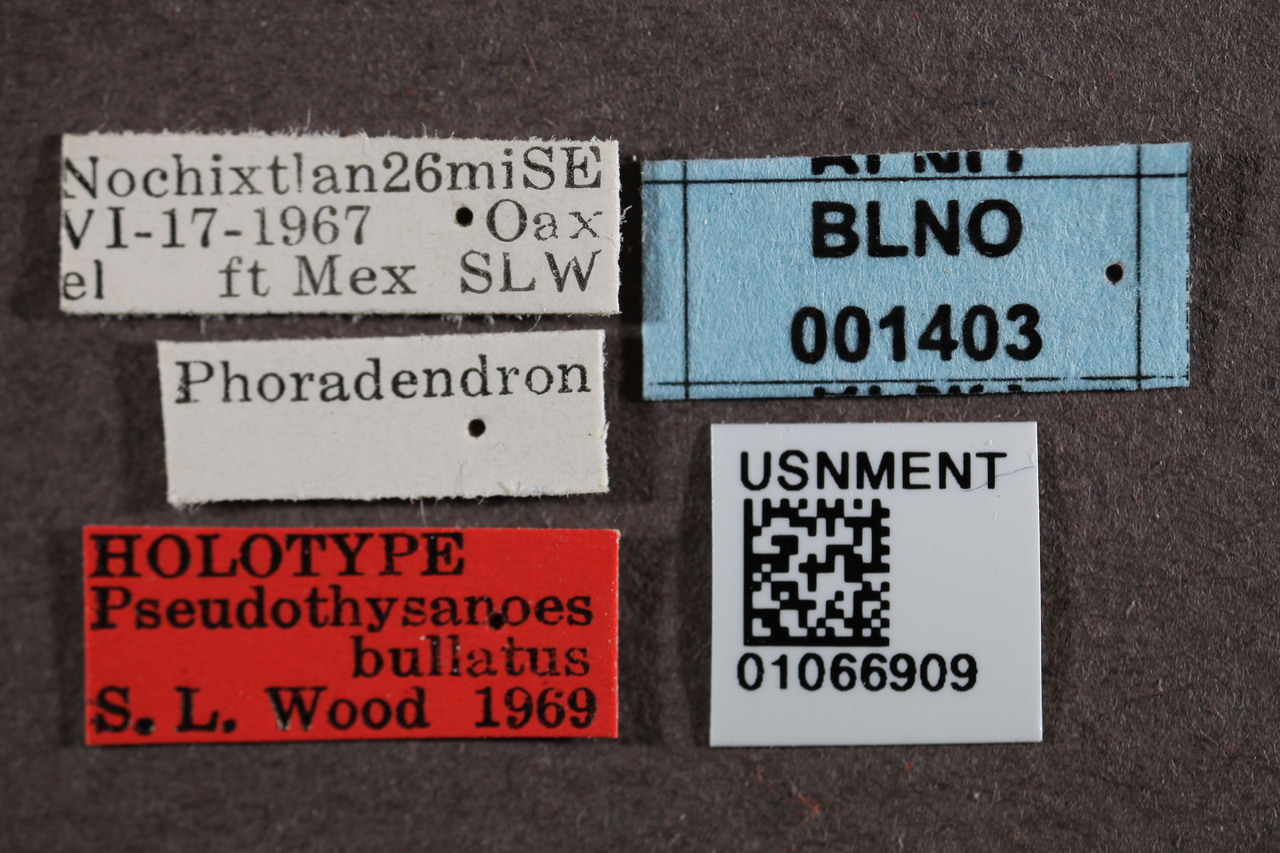 Nochixtlan26miSE
VI-17-1967 Oax
el ft Mex SLW
Phoradendron
HOLOTYPE
Pseudothysanoes
bullatus
S. L. Wood 1969
BLNO
001403
USNMENT
01066909